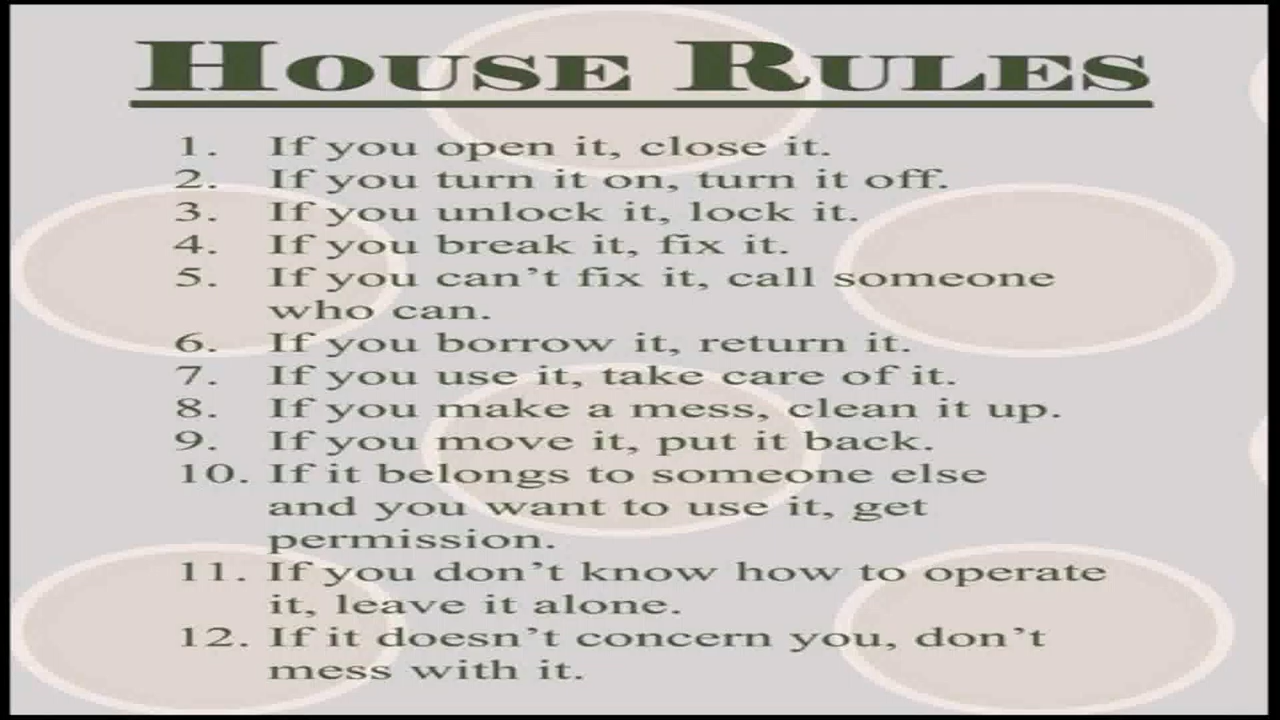 HOUSE RULES
1. If you open it, close it.
2. If you turn it on, turn it off.
3. If you unlock it, lock it.
4. If you break it, fix it.
5. If you can't fix it, call someone
who can.
6. If you borrow it, return it.
7. If you use it, take care of it.
8. If you make a mess, clean it up.
9. If you move it, put it back.
10. If it belongs to someone else
and you want to use it, get
permission.
11. If you don't know how to operate
it, leave it alone.
12. If it doesn't concern you, don't
mess with it.